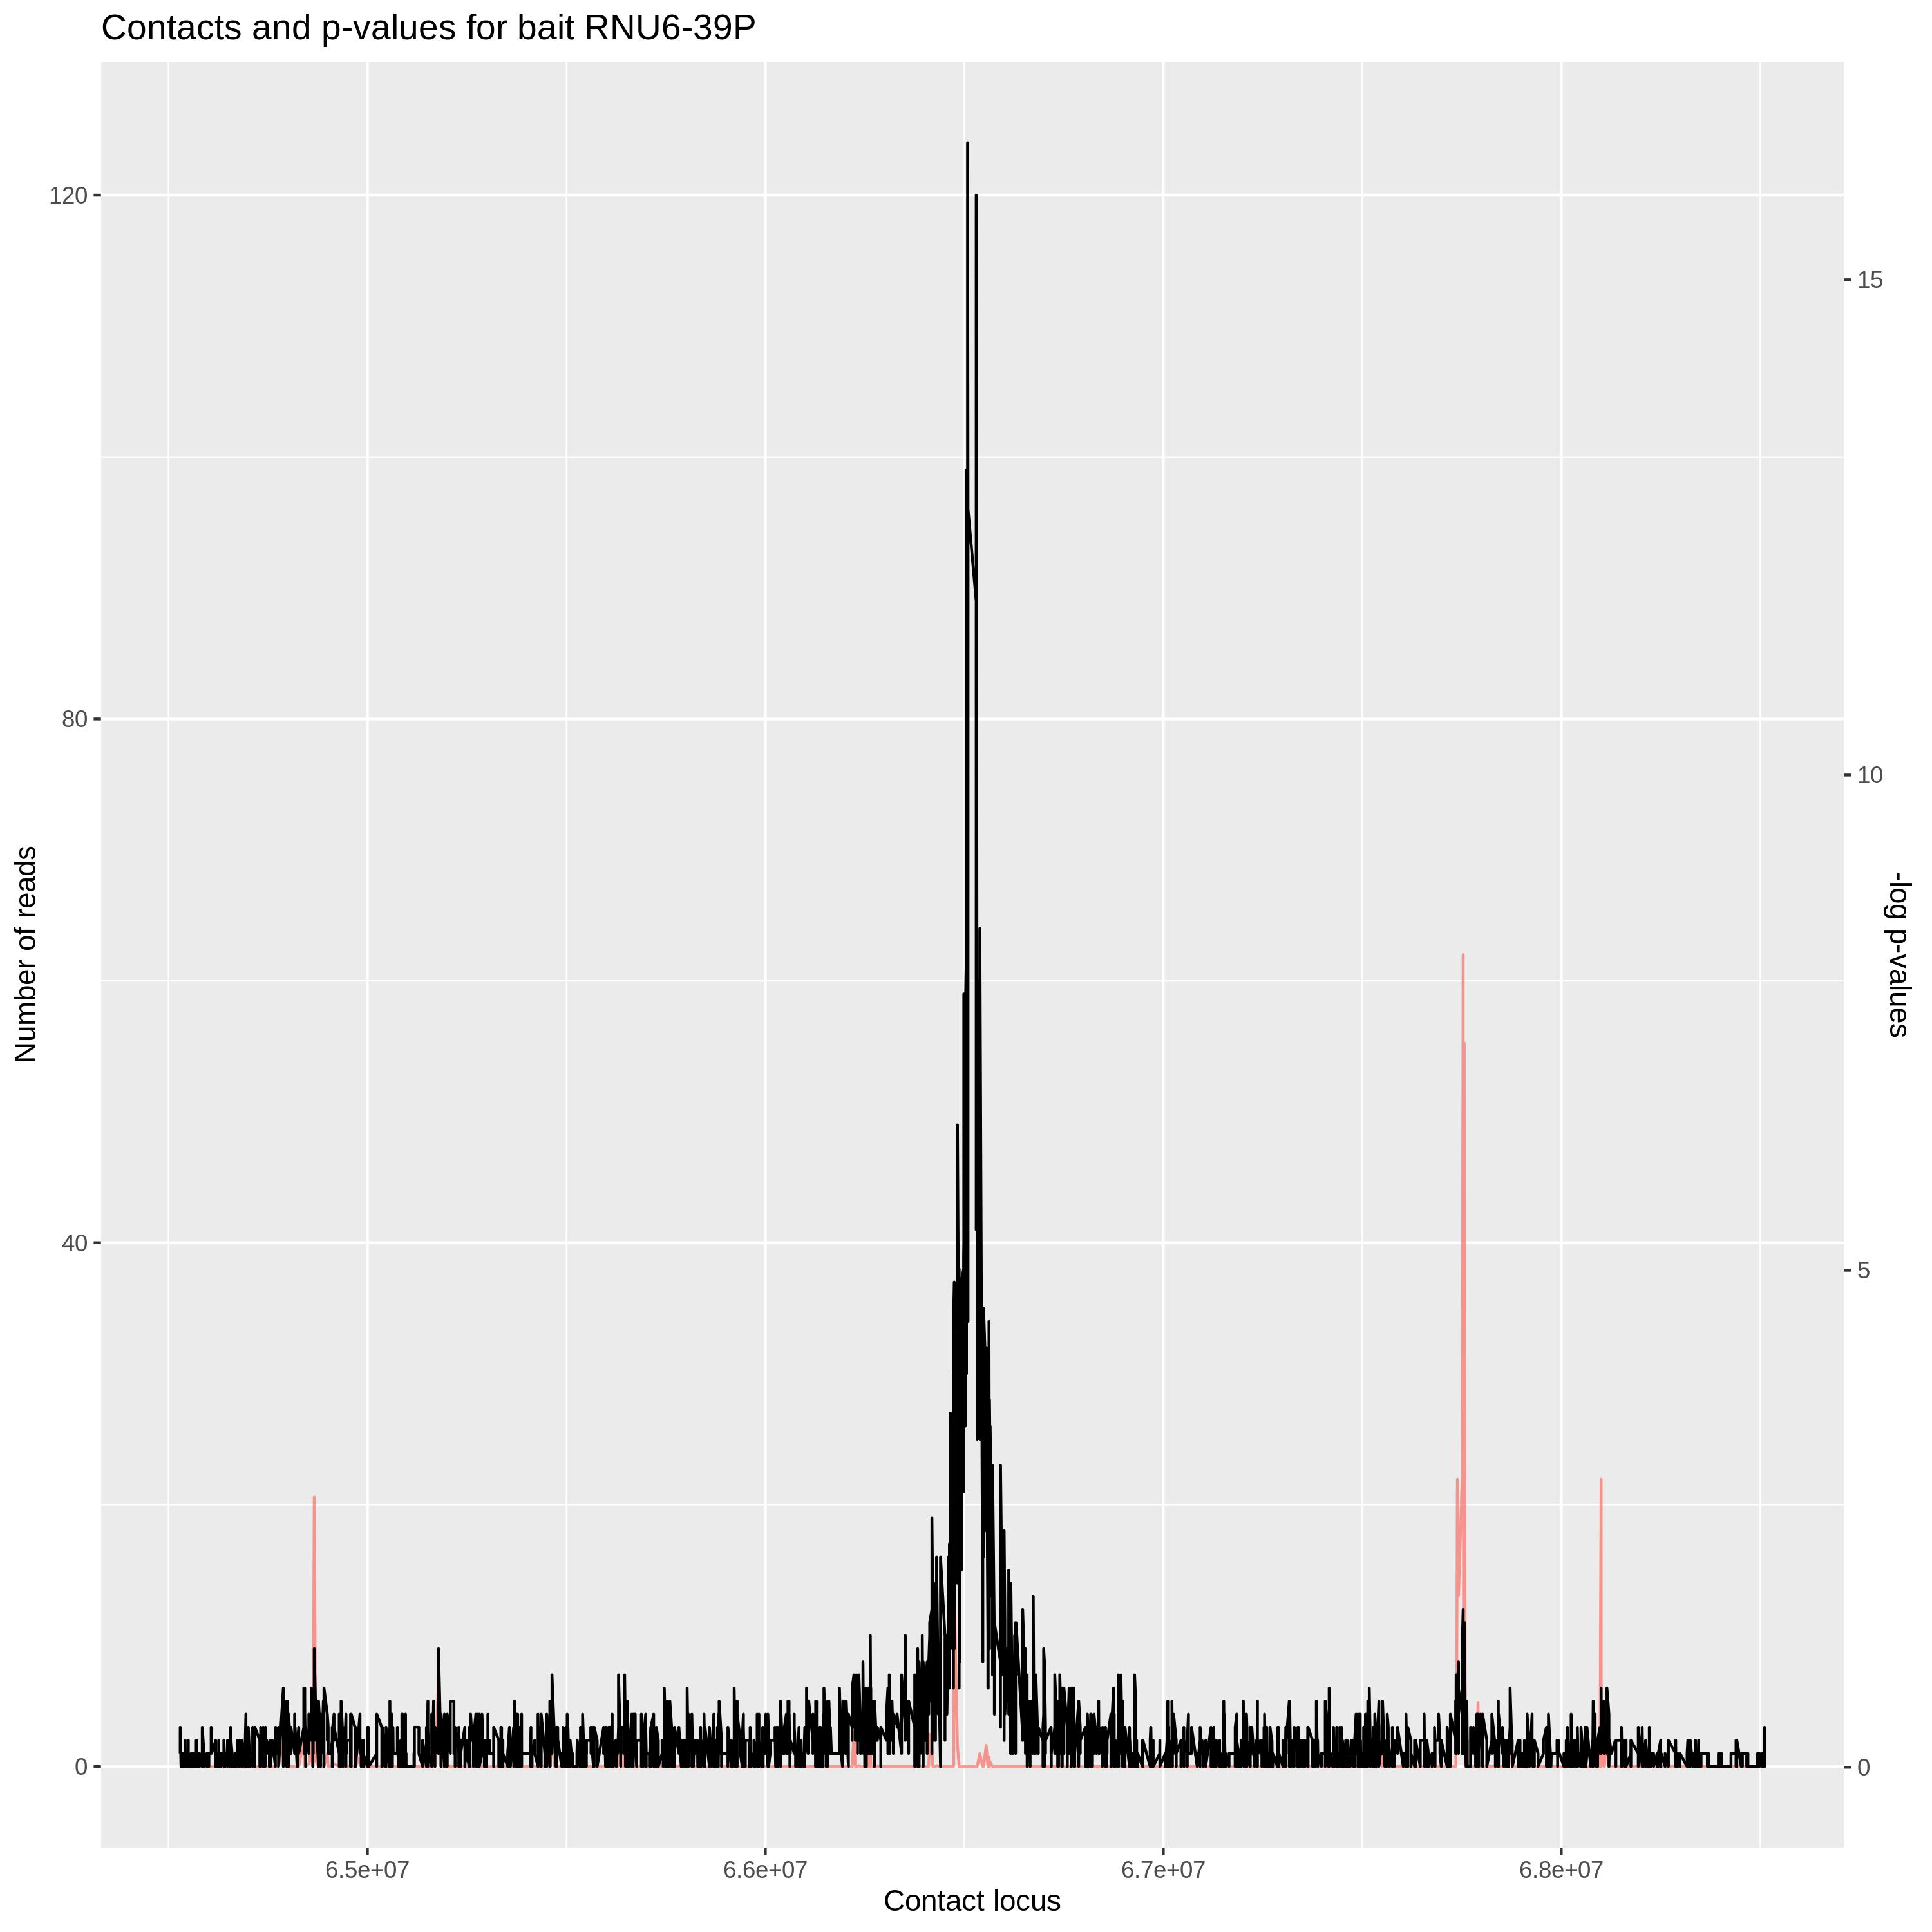 Contacts and p-values for bait RNU6-39P
120
80
40
0
15
10
5
0
Number of reads
-log p-values
6.5e+07 6.6e+07 6.7e+07 6.8e+07
Contact locus